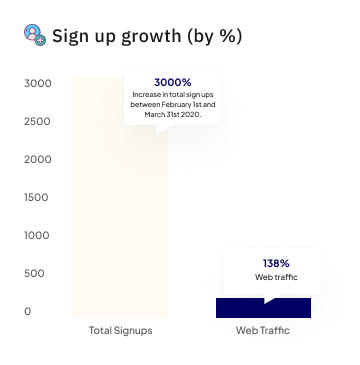 Sign up growth (by %)
3000
3000%
Increase in total sign ups
between February 1st and
March 31st 2020.
2500
2000
1500
1000
500
0
138%
Web traffic
Total Signups
Web Traffic